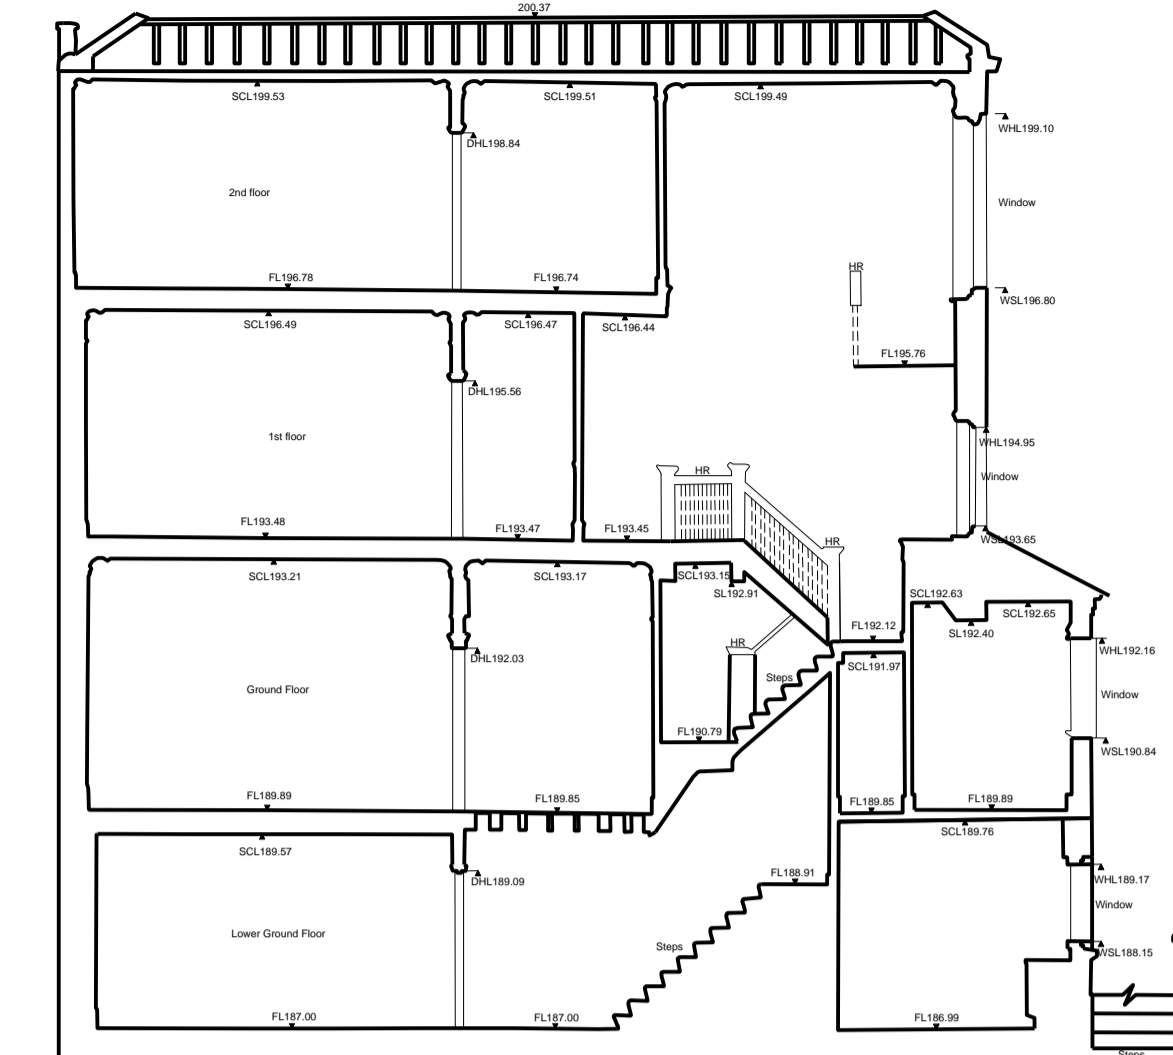 200.37
SCL199.53
SCL199.51
SCL199.49
WHL199.10
DHL198.84
2nd floor
Window
HR
FL196.78
FL196.74
WSL196.80
SCL196.49
SCL196.47
SCL196.44
FL195.76
DHL195.56
1st floor
WHL194.95
HR
Window
FL193.48
FL193.47
FL193.45
WSL193.65
HR
SCL193.21
SCL193.17
SCL193.15
SL192.91
SCL192.63
SCL192.65
FL192.12
SL192.40
HR
WHL192.16
DHL192.03
SCL191.97
Steps
Ground Floor
Window
FL190.79
WSL190.84
FL189.89
FL189.85
FL189.85
FL189.89
SCL189.76
SCL189.57
FL188.91
WHL189.17
DHL189.09
Window
Lower Ground Floor
Steps
WSL188.15
FL187.00
FL187.00
FL186.99
Steps